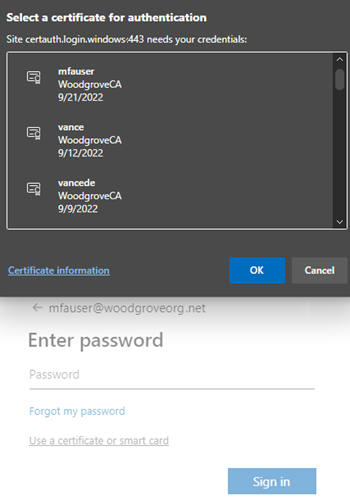 Select a certificate for authentication
Site certauth.login.windows:443 needs your credentials:
mfauser
WoodgroveCA
9/21/2022
vance
WoodgroveCA
9/12/2022
vancede
WoodgroveCA
9/9/2022
Certificate information
OK
Cancel
← mfauser@woodgroveorg.net
Enter password
Password
Forgot my password
Use a certificate or smart card
Sign in